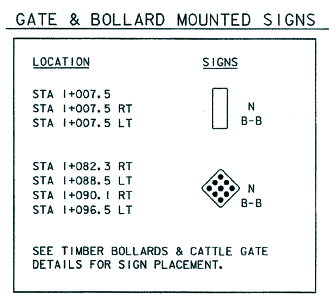 GATE & BOLLARD MOUNTED SIGNS
LOCATION SIGNS
STA 1+007.5
STA 1+007.5 RT
STA 1+007.5 LT
N
B-B
STA 1+082.3 RT
STA 1+088.5 LT
STA 1+090.1 RT
STA 1+096.5 LT
N
B-B
SEE TIMBER BOLLARDS & CATTLE GATE
DETAILS FOR SIGN PLACEMENT.